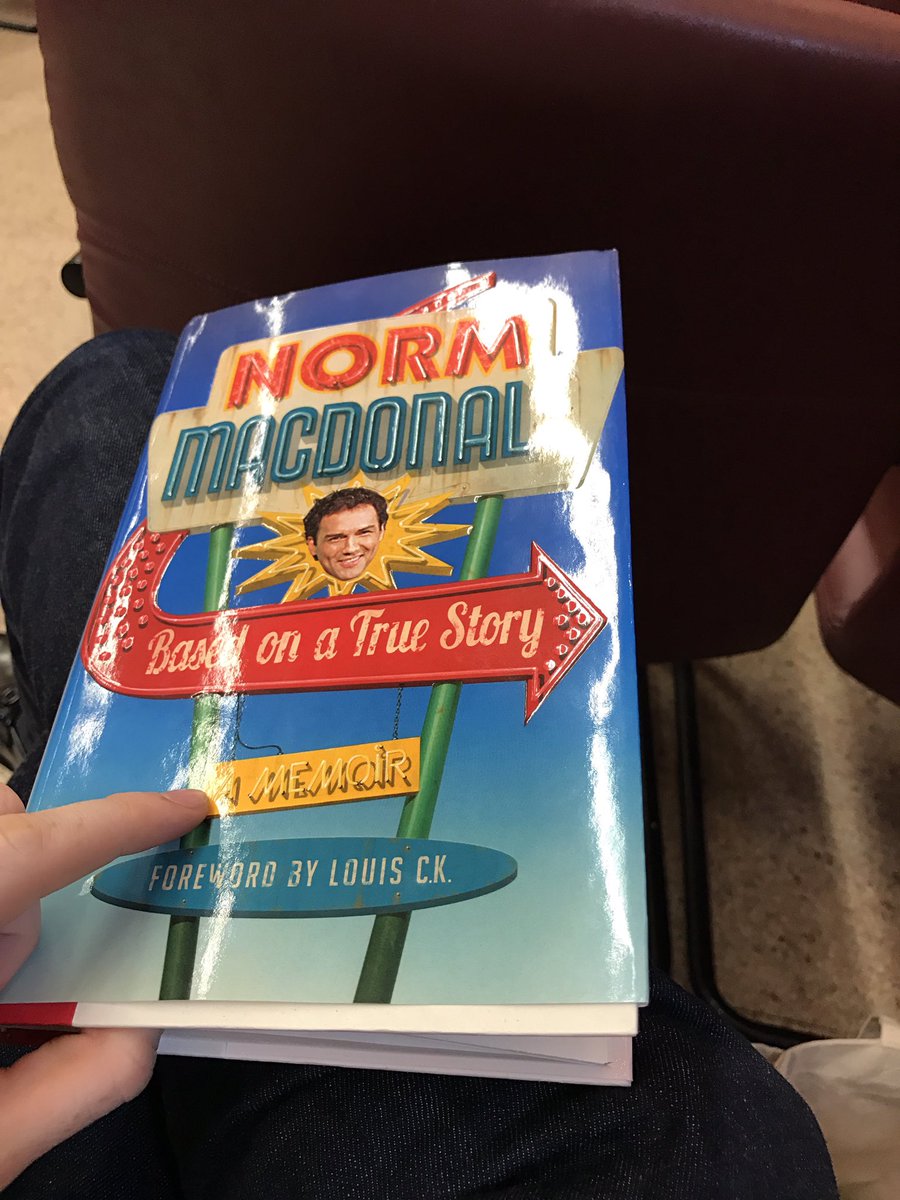 NORM
MACDONAL
Based on a True Story
A MEMOIR
FOREWORD BY LOUIS C.K.